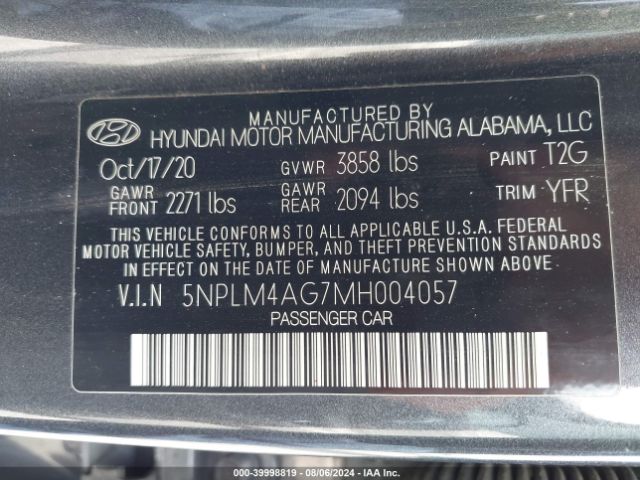 MANUFACTURED BY
HYUNDAI MOTOR MANUFACTURING ALABAMA, LLC
Oct/17/20 GVWR 3858 lbs PAINT T2G
GAWR FRONT 2271 lbs GAWR REAR 2094 lbs TRIM YFR
THIS VEHICLE CONFORMS TO ALL APPLICABLE U.S.A. FEDERAL
MOTOR VEHICLE SAFETY, BUMPER, AND THEFT PREVENTION STANDARDS
IN EFFECT ON THE DATE OF MANUFACTURE SHOWN ABOVE.
V.I.N 5NPLM4AG7MH004057
PASSENGER CAR
000-39998819 - 08/06/2024 - IAA Inc.